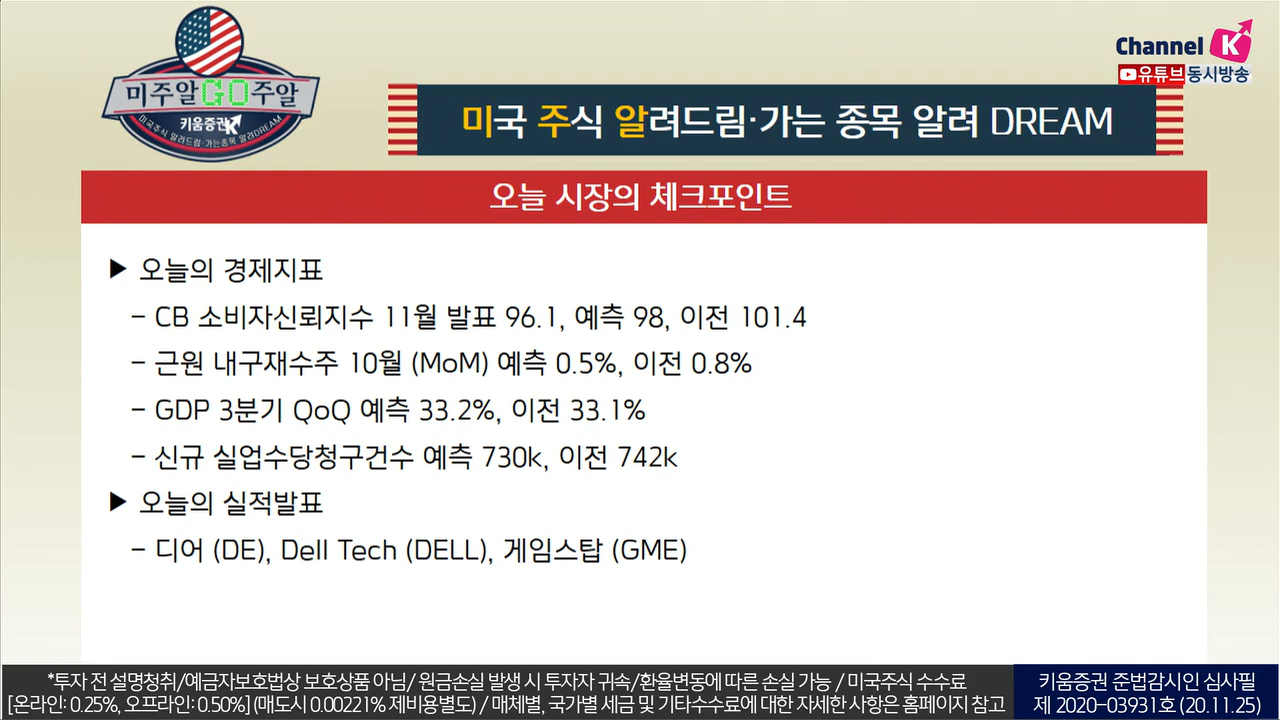 미주알GO주알
키움증권
미국주식 알려드림·가는종목 알려DREAM
Channel K
유튜브동시방송
미국 주식 알려드림·가는 종목 알려 DREAM
오늘 시장의 체크포인트
▶ 오늘의 경제지표
– CB 소비자신뢰지수 11월 발표 96.1, 예측 98, 이전 101.4
– 근원 내구재수주 10월 (MoM) 예측 0.5%, 이전 0.8%
– GDP 3분기 QoQ 예측 33.2%, 이전 33.1%
– 신규 실업수당청구건수 예측 730k, 이전 742k
▶ 오늘의 실적발표
– 디어 (DE), Dell Tech (DELL), 게임스탑 (GME)
*투자 전 설명청취/예금자보호법상 보호상품 아님/ 원금손실 발생 시 투자자 귀속/환율변동에 따른 손실 가능 / 미국주식 수수료
[온라인: 0.25%, 오프라인: 0.50%] (매도시 0.00221% 제비용별도) / 매체별, 국가별 세금 및 기타수수료에 대한 자세한 사항은 홈페이지 참고
키움증권 준법감시인 심사필
제 2020-03931호 (20.11.25)